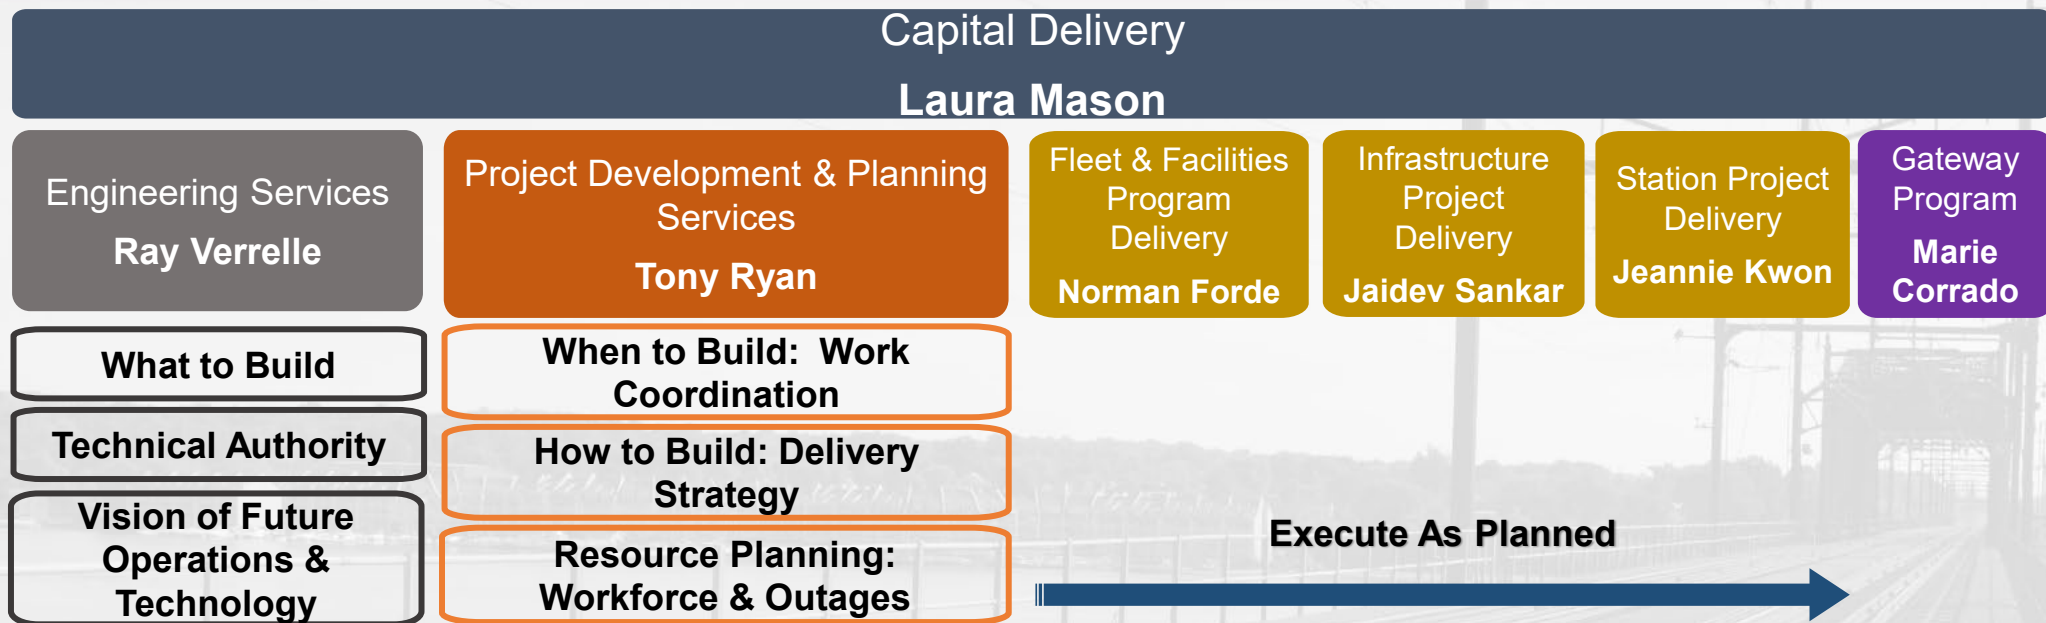 Capital Delivery
Laura Mason
Engineering Services
Ray Verrelle
Project Development & Planning
Services
Tony Ryan
Fleet & Facilities
Program
Delivery
Norman Forde
Infrastructure
Project
Delivery
Jaidev Sankar
Station Project
Delivery
Jeannie Kwon
Gateway
Program
Marie
Corrado
What to Build
Technical Authority
Vision of Future
Operations &
Technology
When to Build:  Work
Coordination
How to Build: Delivery
Strategy
Resource Planning:
Workforce & Outages
Execute As Planned